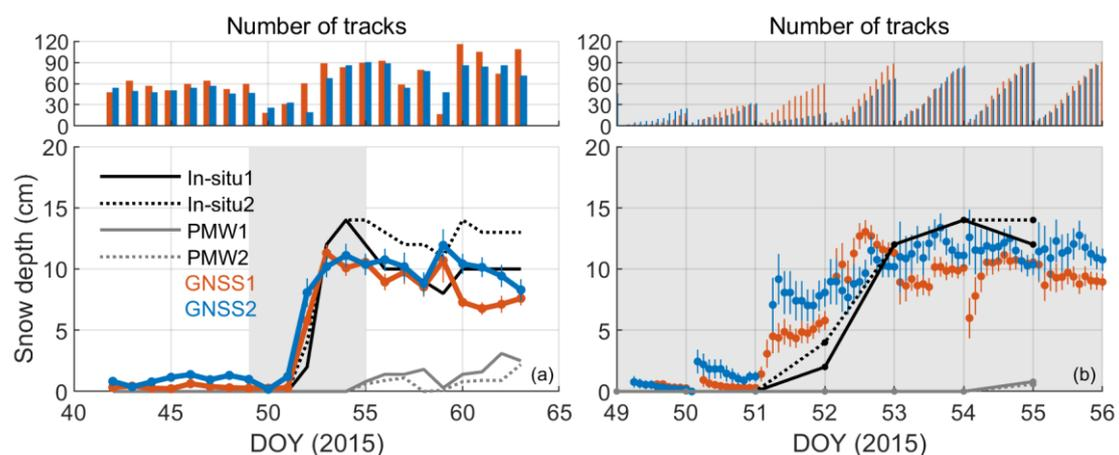 Number of tracks
120
90
60
30
0
20
15
10
5
0
Snow depth (cm)
In-situ1
In-situ2
PMW1
PMW2
GNSS1
GNSS2
(a)
40 45 50 55 60 65
DOY (2015)
Number of tracks
120
90
60
30
0
20
15
10
5
0
(b)
49 50 51 52 53 54 55 56
DOY (2015)